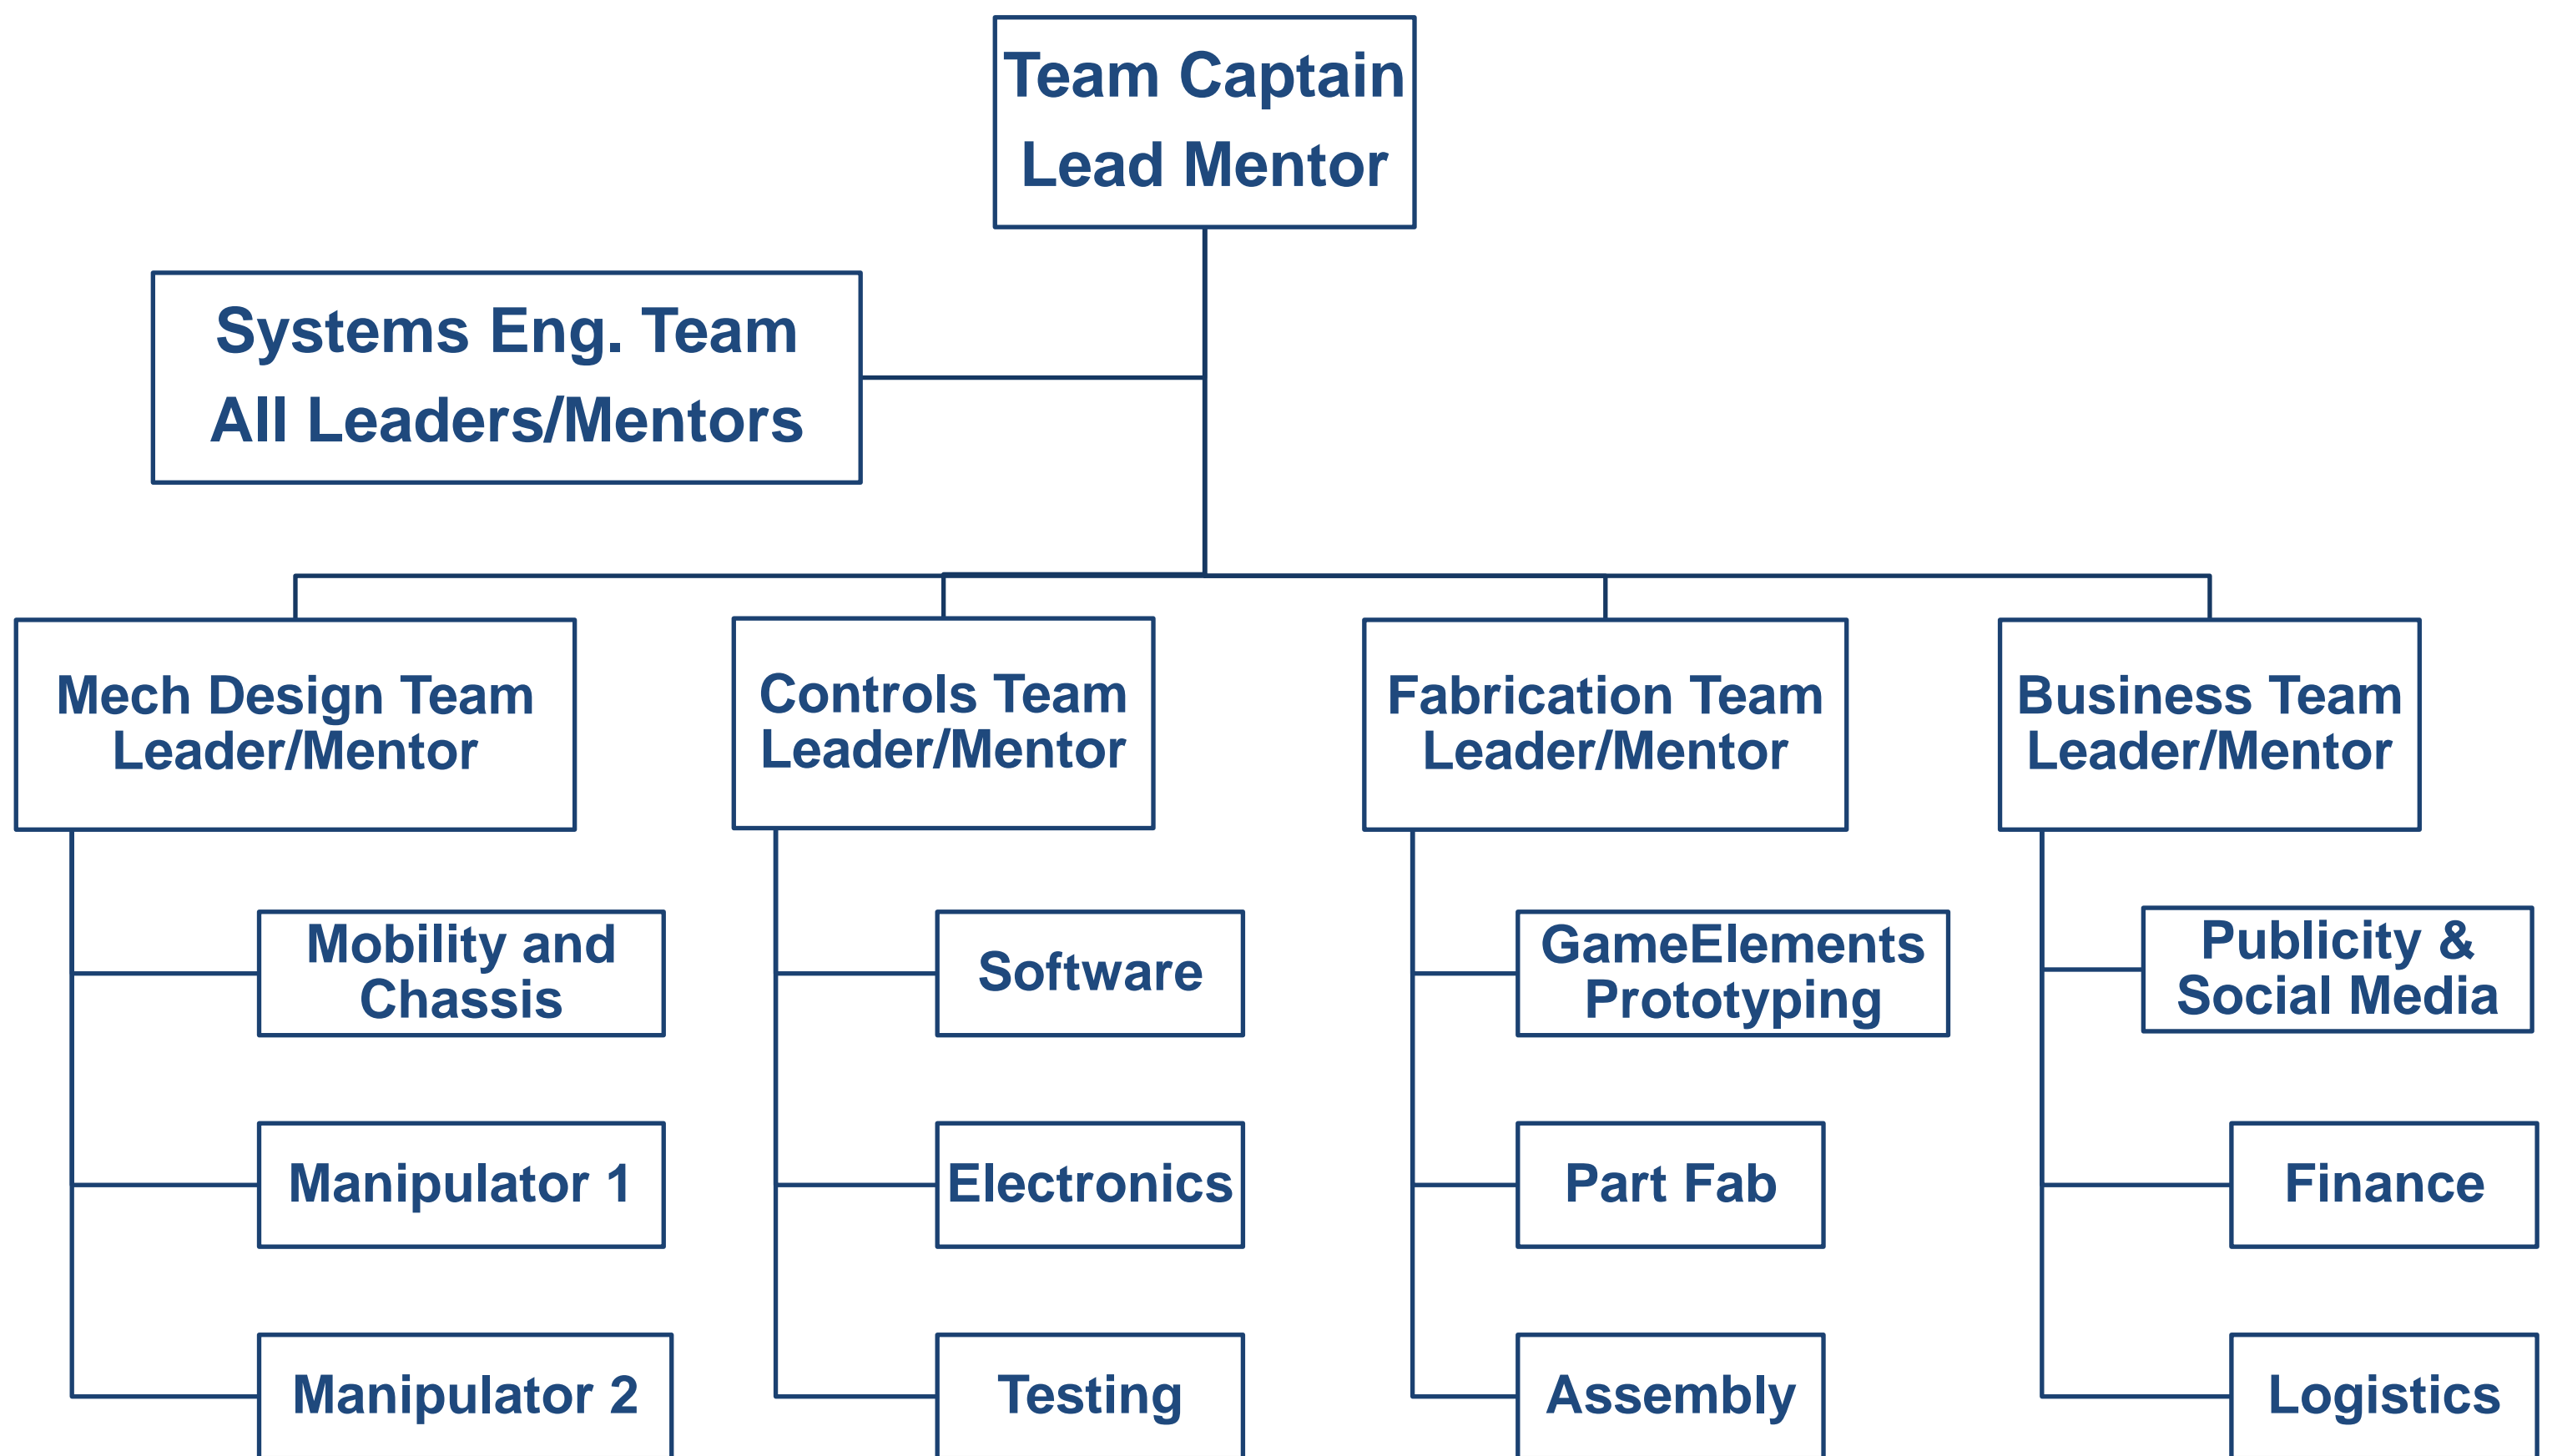 Team Captain
Lead Mentor
Systems Eng. Team
All Leaders/Mentors
Mech Design Team
Leader/Mentor
Controls Team
Leader/Mentor
Fabrication Team
Leader/Mentor
Business Team
Leader/Mentor
Mobility and
Chassis
Software
GameElements
Prototyping
Publicity &
Social Media
Manipulator 1
Electronics
Part Fab
Finance
Manipulator 2
Testing
Assembly
Logistics